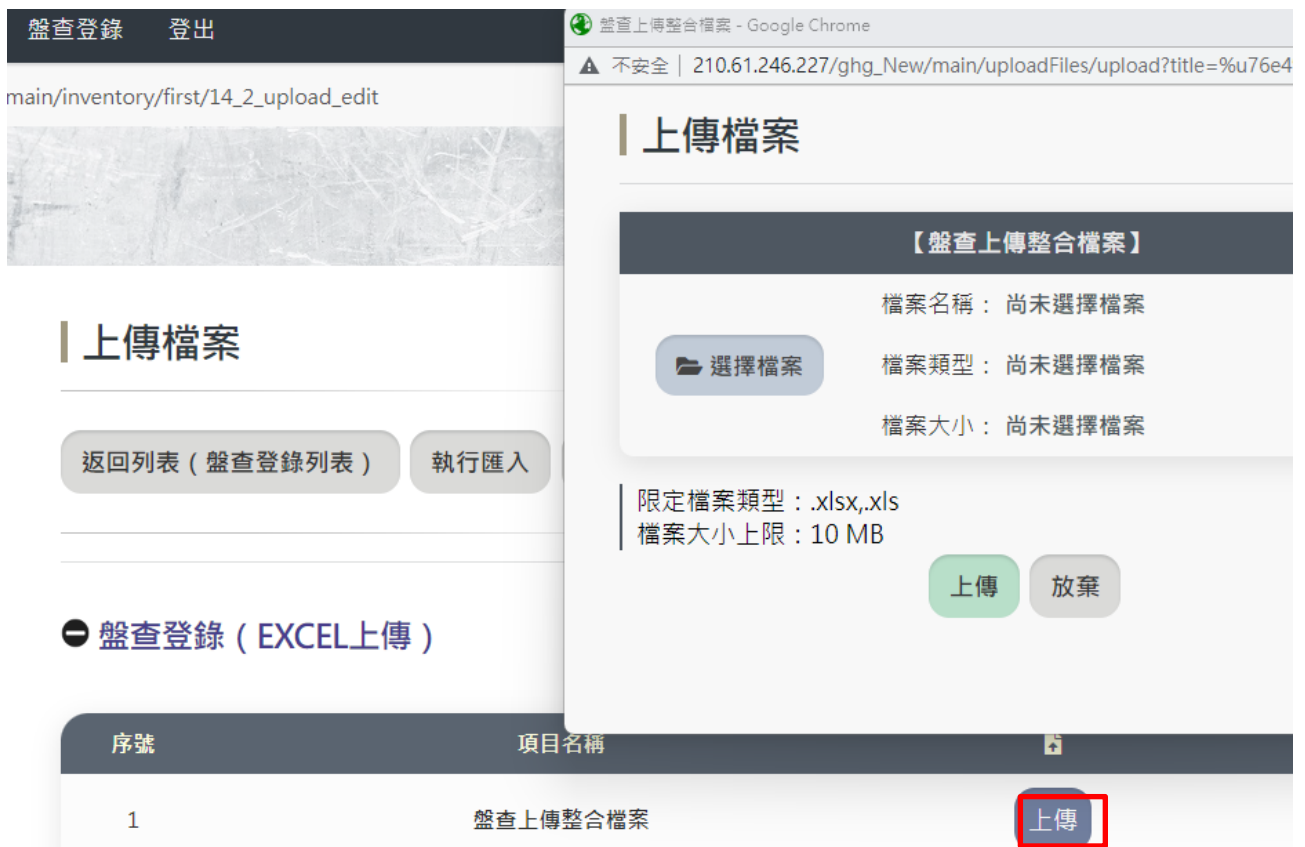 盤查登錄 登出
main/inventory/first/14_2_upload_edit
上傳檔案
返回列表（盤查登錄列表） 執行匯入
盤查登錄（EXCEL上傳）
序號 項目名稱
1 盤查上傳整合檔案 上傳
盤查上傳整合檔案 - Google Chrome
不安全 | 210.61.246.227/ghg_New/main/uploadFiles/upload?title=%u76e4
上傳檔案
【盤查上傳整合檔案】
檔案名稱： 尚未選擇檔案
選擇檔案 檔案類型： 尚未選擇檔案
檔案大小： 尚未選擇檔案
限定檔案類型：.xlsx,.xls
檔案大小上限：10 MB
上傳 放棄